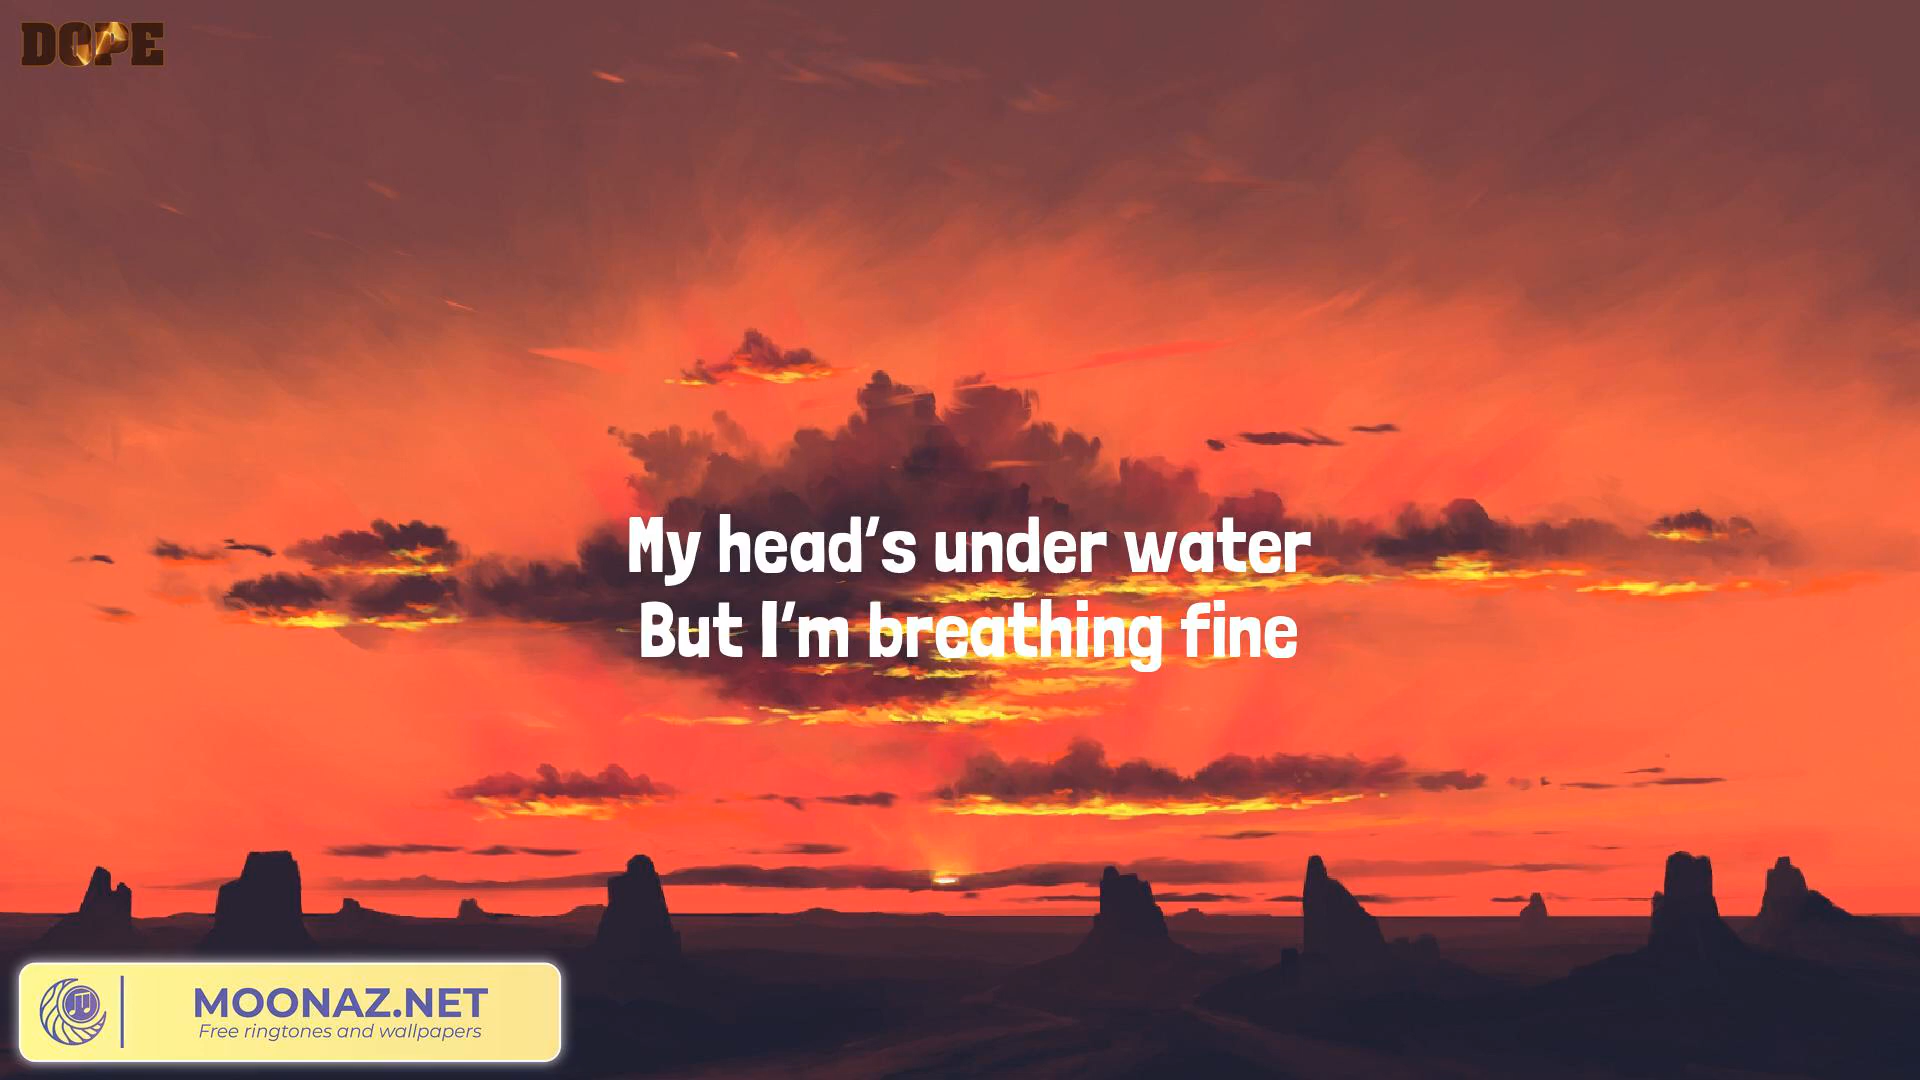 DOPE
My head's under water
But I'm breathing fine
MOONAZ.NET
Free ringtones and wallpapers